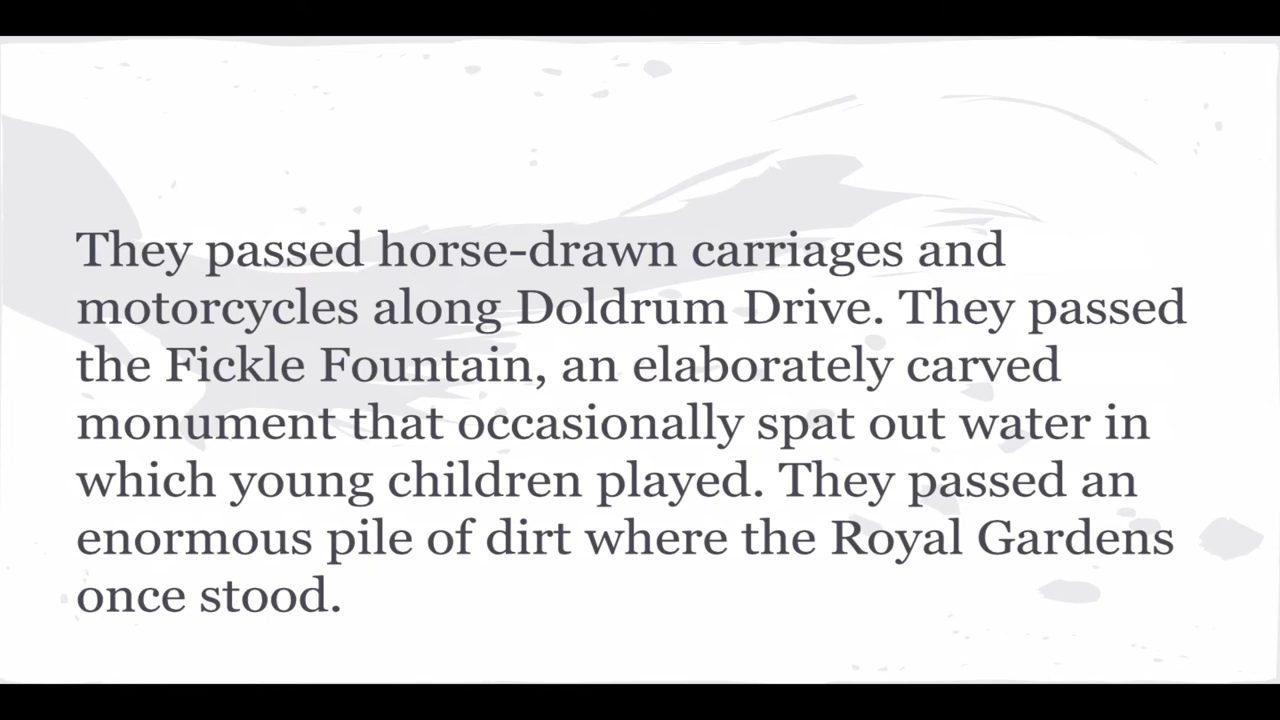 They passed horse-drawn carriages and
motorcycles along Doldrum Drive. They passed
the Fickle Fountain, an elaborately carved
monument that occasionally spat out water in
which young children played. They passed an
enormous pile of dirt where the Royal Gardens
once stood.